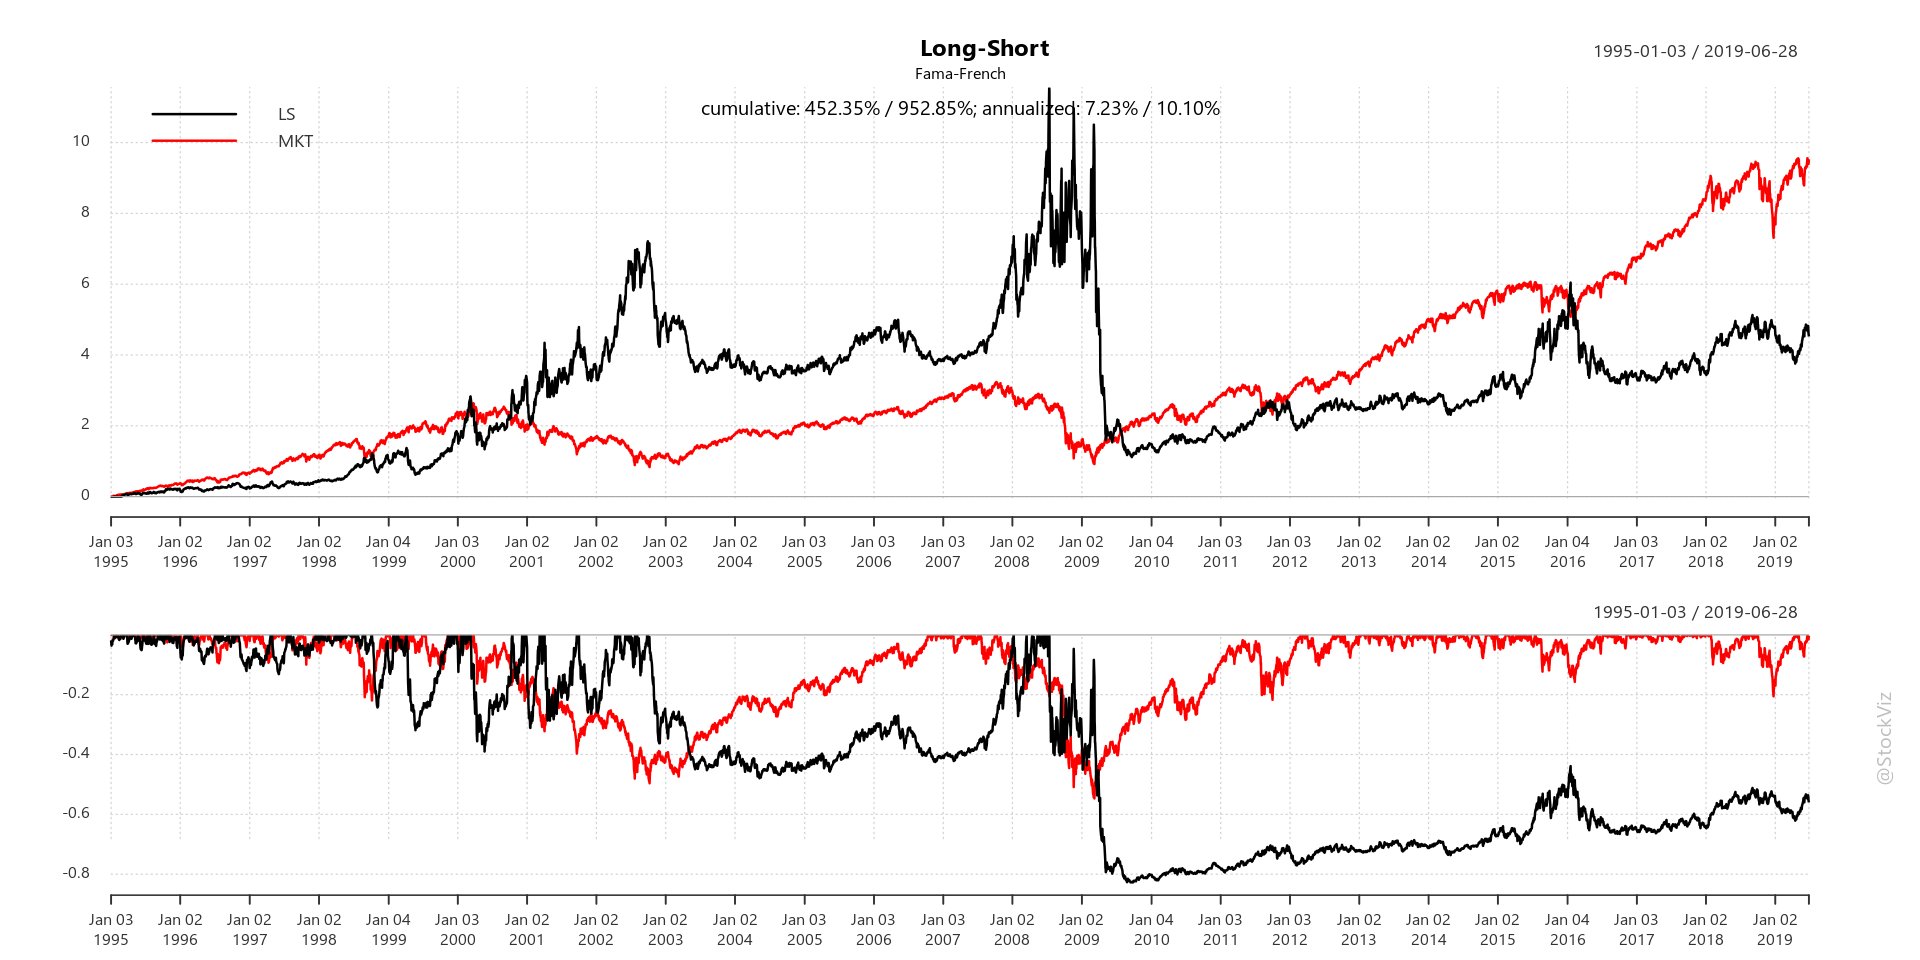 Long-Short
Fama-French
1995-01-03 / 2019-06-28
cumulative: 452.35% / 952.85%; annualized: 7.23% / 10.10%
LS
MKT
10
8
6
4
2
0
Jan 03 Jan 02 Jan 02 Jan 02 Jan 04 Jan 03 Jan 02 Jan 02 Jan 02 Jan 02 Jan 03 Jan 03 Jan 03 Jan 02 Jan 02 Jan 04 Jan 03 Jan 03 Jan 02 Jan 02 Jan 02 Jan 04 Jan 03 Jan 02 Jan 02
1995 1996 1997 1998 1999 2000 2001 2002 2003 2004 2005 2006 2007 2008 2009 2010 2011 2012 2013 2014 2015 2016 2017 2018 2019
1995-01-03 / 2019-06-28
-0.2
-0.4
-0.6
-0.8
Jan 03 Jan 02 Jan 02 Jan 02 Jan 04 Jan 03 Jan 02 Jan 02 Jan 02 Jan 02 Jan 03 Jan 03 Jan 03 Jan 02 Jan 02 Jan 04 Jan 03 Jan 03 Jan 02 Jan 02 Jan 02 Jan 04 Jan 03 Jan 02 Jan 02
1995 1996 1997 1998 1999 2000 2001 2002 2003 2004 2005 2006 2007 2008 2009 2010 2011 2012 2013 2014 2015 2016 2017 2018 2019
@StockViz